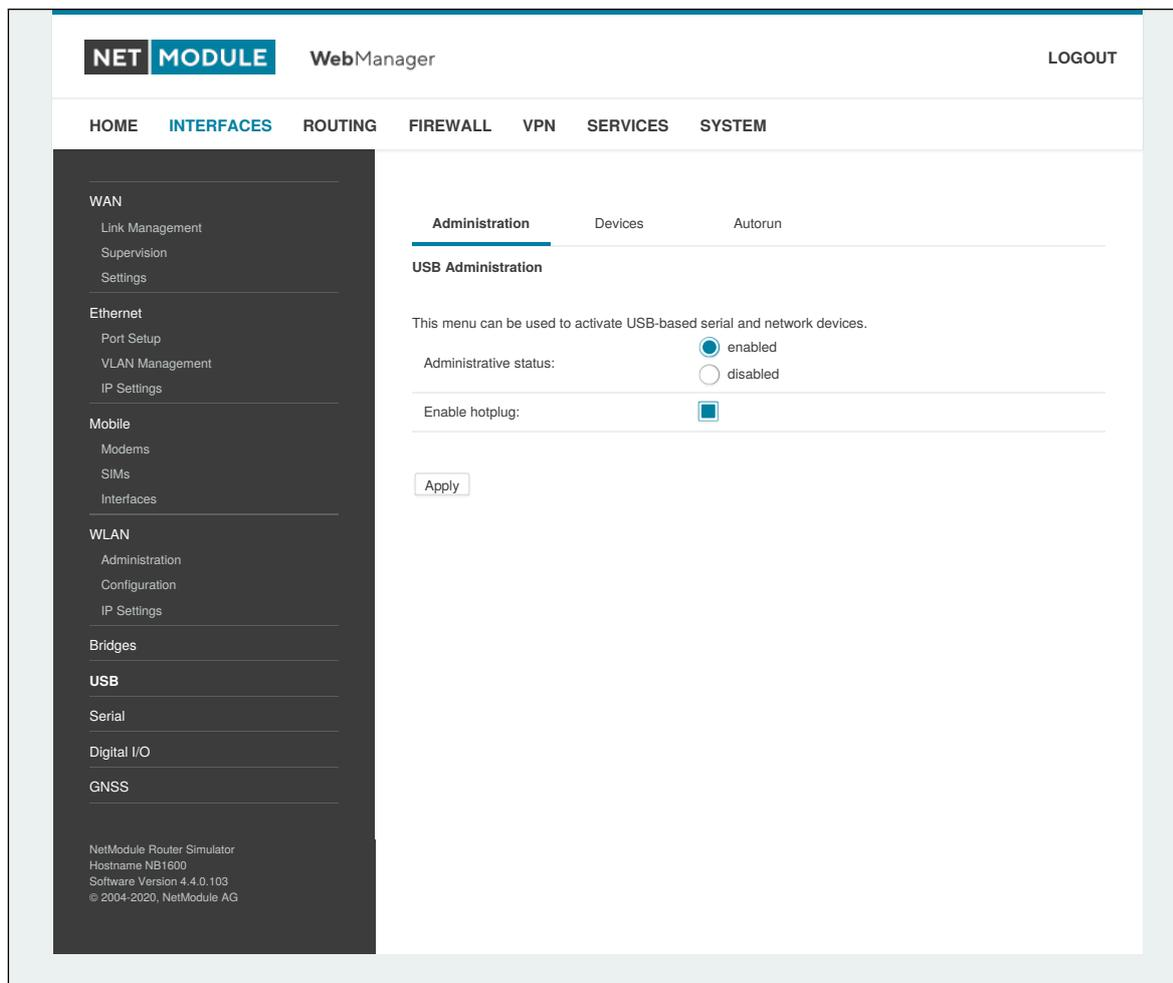 NET MODULE WebManager LOGOUT
HOME INTERFACES ROUTING FIREWALL VPN SERVICES SYSTEM
WAN
Link Management
Supervision
Settings
Ethernet
Port Setup
VLAN Management
IP Settings
Mobile
Modems
SIMs
Interfaces
WLAN
Administration
Configuration
IP Settings
Bridges
USB
Serial
Digital I/O
GNSS
NetModule Router Simulator
Hostname NB1600
Software Version 4.4.0.103
© 2004-2020, NetModule AG
Administration Devices Autorun
USB Administration
This menu can be used to activate USB-based serial and network devices.
Administrative status:
enabled
disabled
Enable hotplug:
Apply